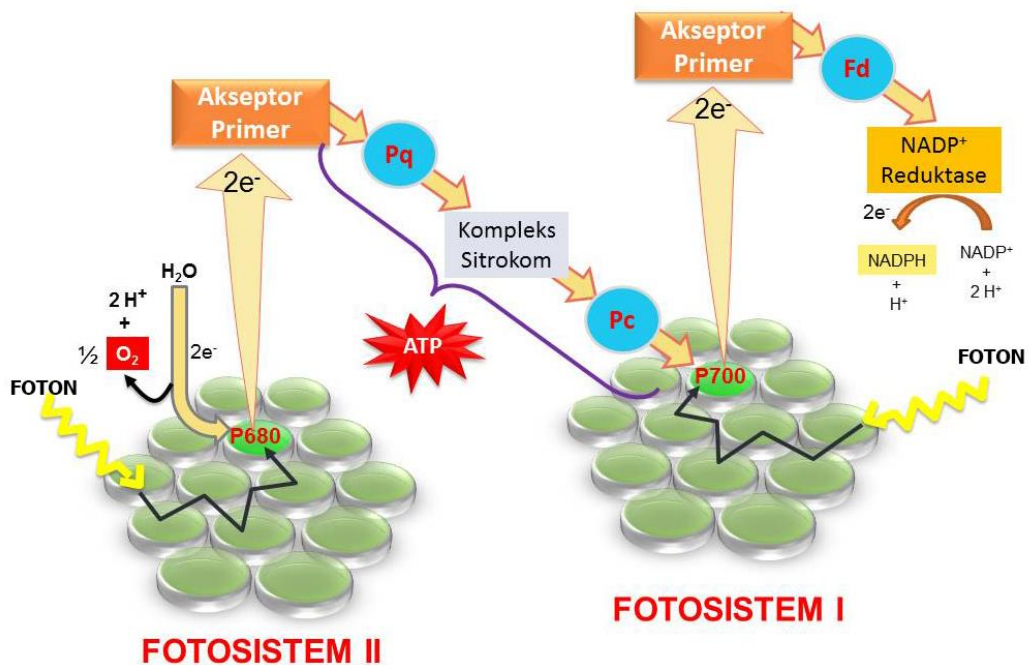 Akseptor
Primer
Pq
2e-
Kompleks
Sitrokom
Pc
H₂O
2 H⁺
+
½ O₂
2e-
FOTON
P680
ATP
FOTOSISTEM II
Akseptor
Primer
Fd
2e-
NADP⁺
Reduktase
2e-
NADPH
+
H⁺
NADP⁺
+
2 H⁺
P700
FOTON
FOTOSISTEM I